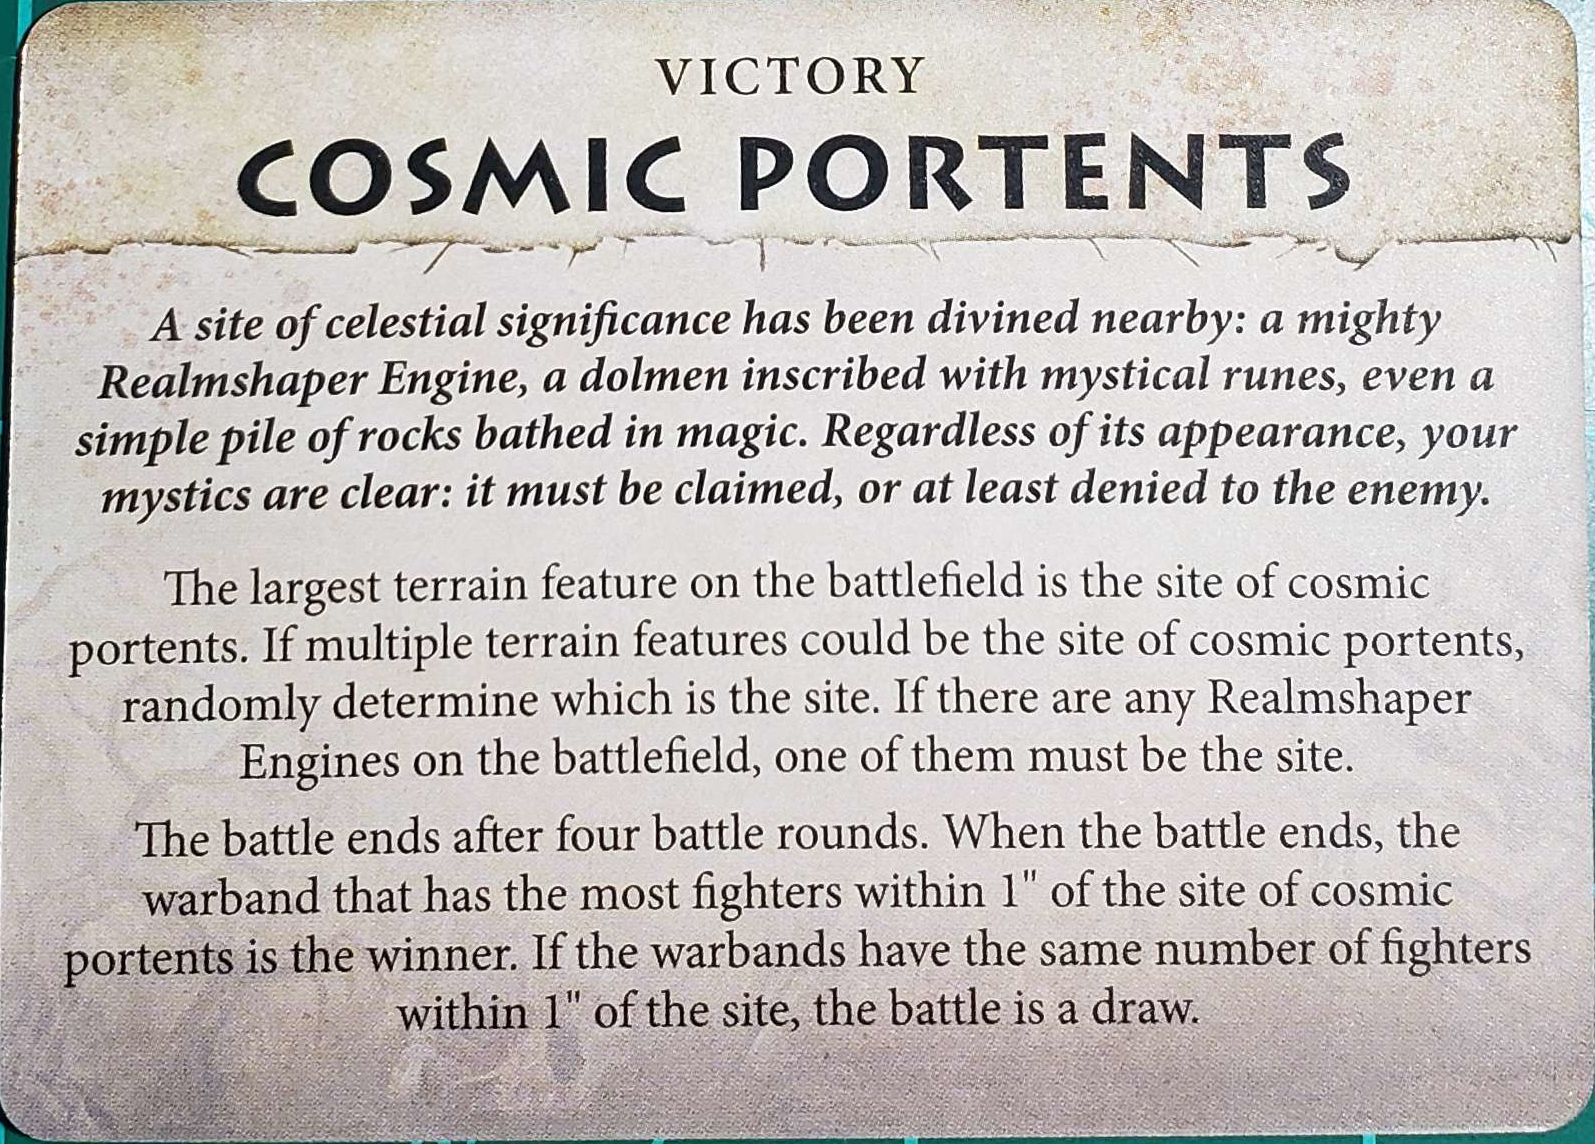 VICTORY
COSMIC PORTENTS
A site of celestial significance has been divined nearby: a mighty
Realmshaper Engine, a dolmen inscribed with mystical runes, even a
simple pile of rocks bathed in magic. Regardless of its appearance, your
mystics are clear: it must be claimed, or at least denied to the enemy.
The largest terrain feature on the battlefield is the site of cosmic
portents. If multiple terrain features could be the site of cosmic portents,
randomly determine which is the site. If there are any Realmshaper
Engines on the battlefield, one of them must be the site.
The battle ends after four battle rounds. When the battle ends, the
warband that has the most fighters within 1" of the site of cosmic
portents is the winner. If the warbands have the same number of fighters
within 1" of the site, the battle is a draw.